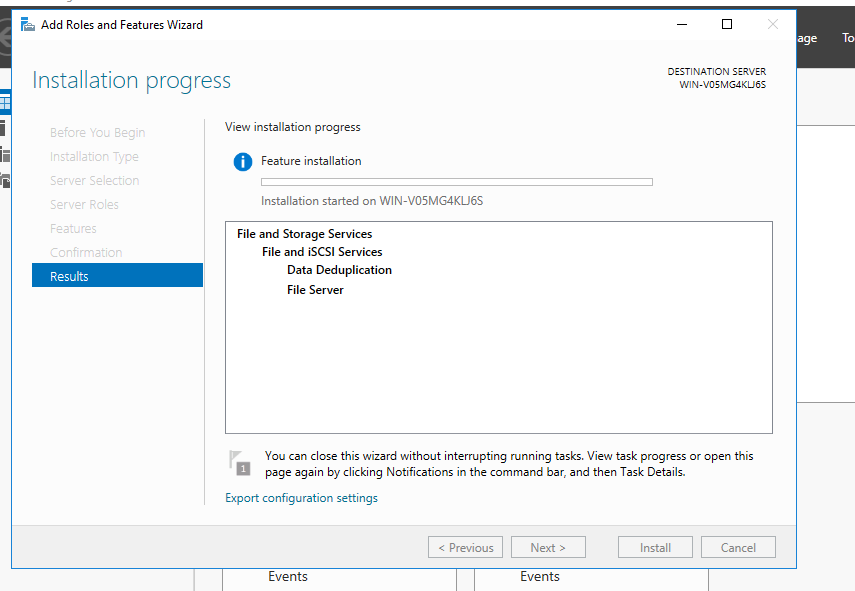 Add Roles and Features Wizard
age
To
Installation progress
DESTINATION SERVER
WIN-V05MG4KLJ6S
Before You Begin
Installation Type
Server Selection
Server Roles
Features
Confirmation
Results
View installation progress
Feature installation
Installation started on WIN-V05MG4KLJ6S
File and Storage Services
File and iSCSI Services
Data Deduplication
File Server
1
You can close this wizard without interrupting running tasks. View task progress or open this
page again by clicking Notifications in the command bar, and then Task Details.
Export configuration settings
< Previous
Next >
Install
Cancel
Events
Events